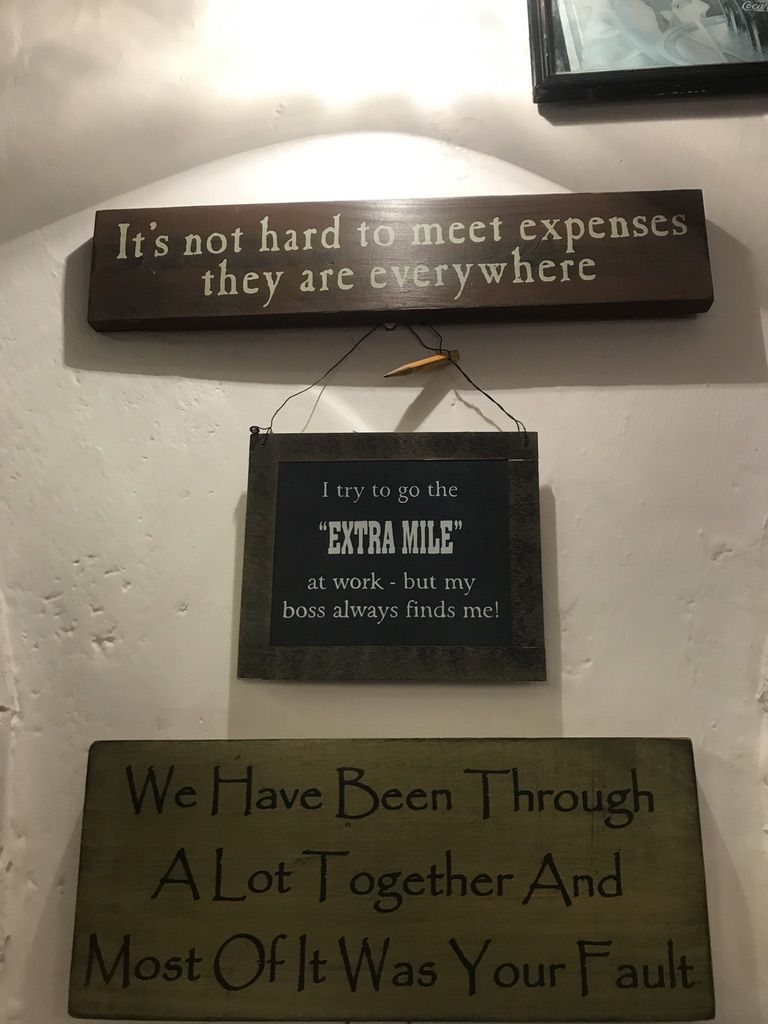 Coca
It's not hard to meet expenses
they are everywhere
I try to go the
"EXTRA MILE"
at work - but my
boss always finds me!
We Have Been Through
A Lot Together And
Most Of It Was Your Fault